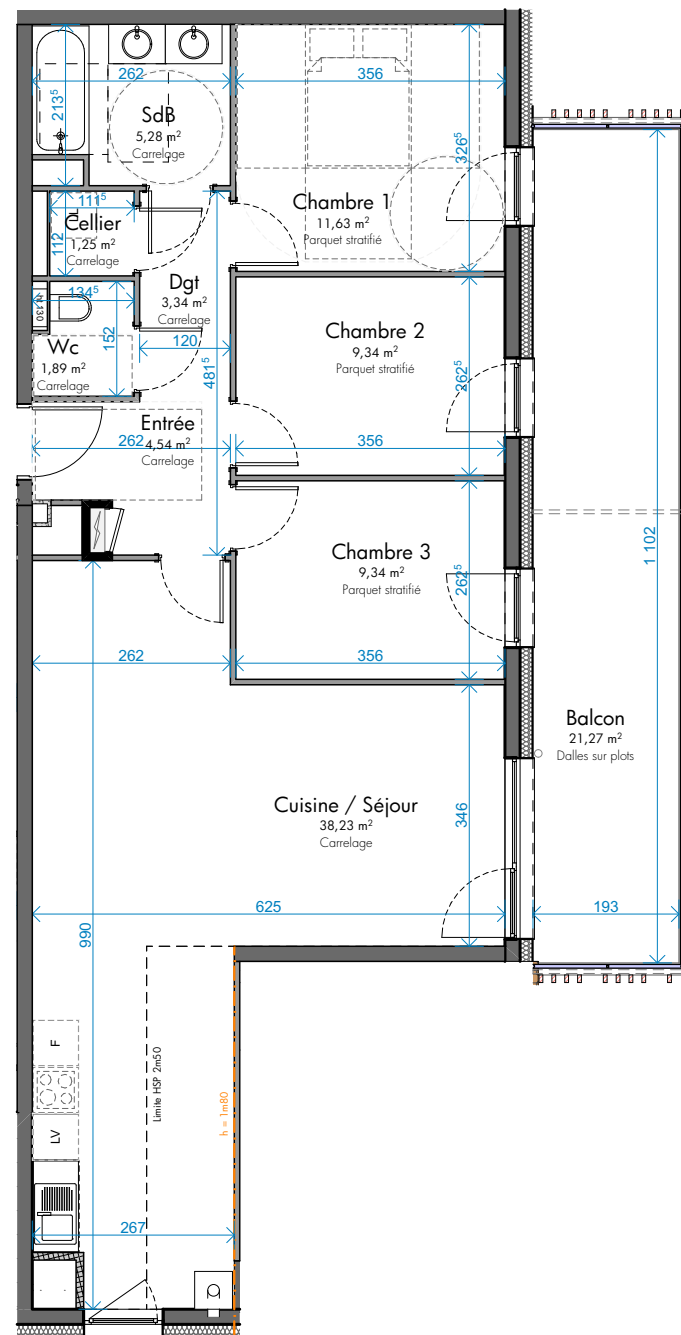 262
356
213⁵
SdB
5,28 m²
Carrelage
326⁵
Chambre 1
11,63 m²
Parquet stratifié
111⁵
Cellier
1,25 m²
Carrelage
112
Dgt
3,34 m²
Carrelage
134⁵
152
Wc
1,89 m²
Carrelage
120
481⁵
Chambre 2
9,34 m²
Parquet stratifié
262⁵
Entrée
262
4,54 m²
Carrelage
356
1 102
Chambre 3
9,34 m²
Parquet stratifié
262⁵
262
356
Balcon
21,27 m²
Dalles sur plots
Cuisine / Séjour
38,23 m²
Carrelage
346
625
193
990
F
LV
Limite HSP 2m50
h = 1m80
267